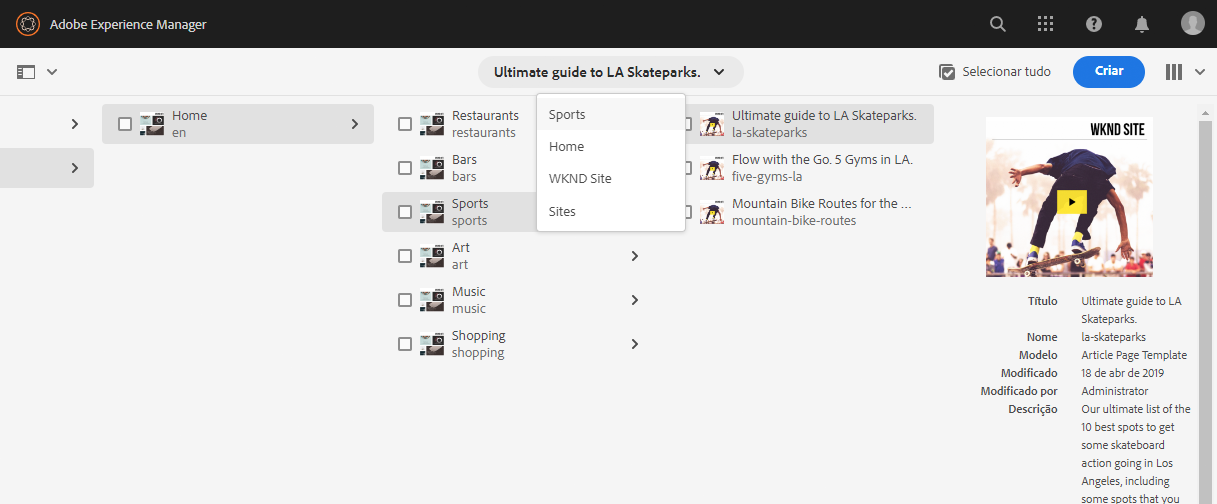 Adobe Experience Manager
Ultimate guide to LA Skateparks.
Selecionar tudo
Criar
Sports
Home
WKND Site
Sites
Home
en
Restaurants
restaurants
Bars
bars
Sports
sports
Art
art
Music
music
Shopping
shopping
Ultimate guide to LA Skateparks.
la-skateparks
Flow with the Go. 5 Gyms in LA.
five-gyms-la
Mountain Bike Routes for the ...
mountain-bike-routes
WKND SITE
Título Ultimate guide to LA
Skateparks.
Nome la-skateparks
Modelo Article Page Template
Modificado 18 de abr de 2019
Modificado por Administrator
Descrição Our ultimate list of the
10 best spots to get
some skateboard
action going in Los
Angeles, including
some spots that you